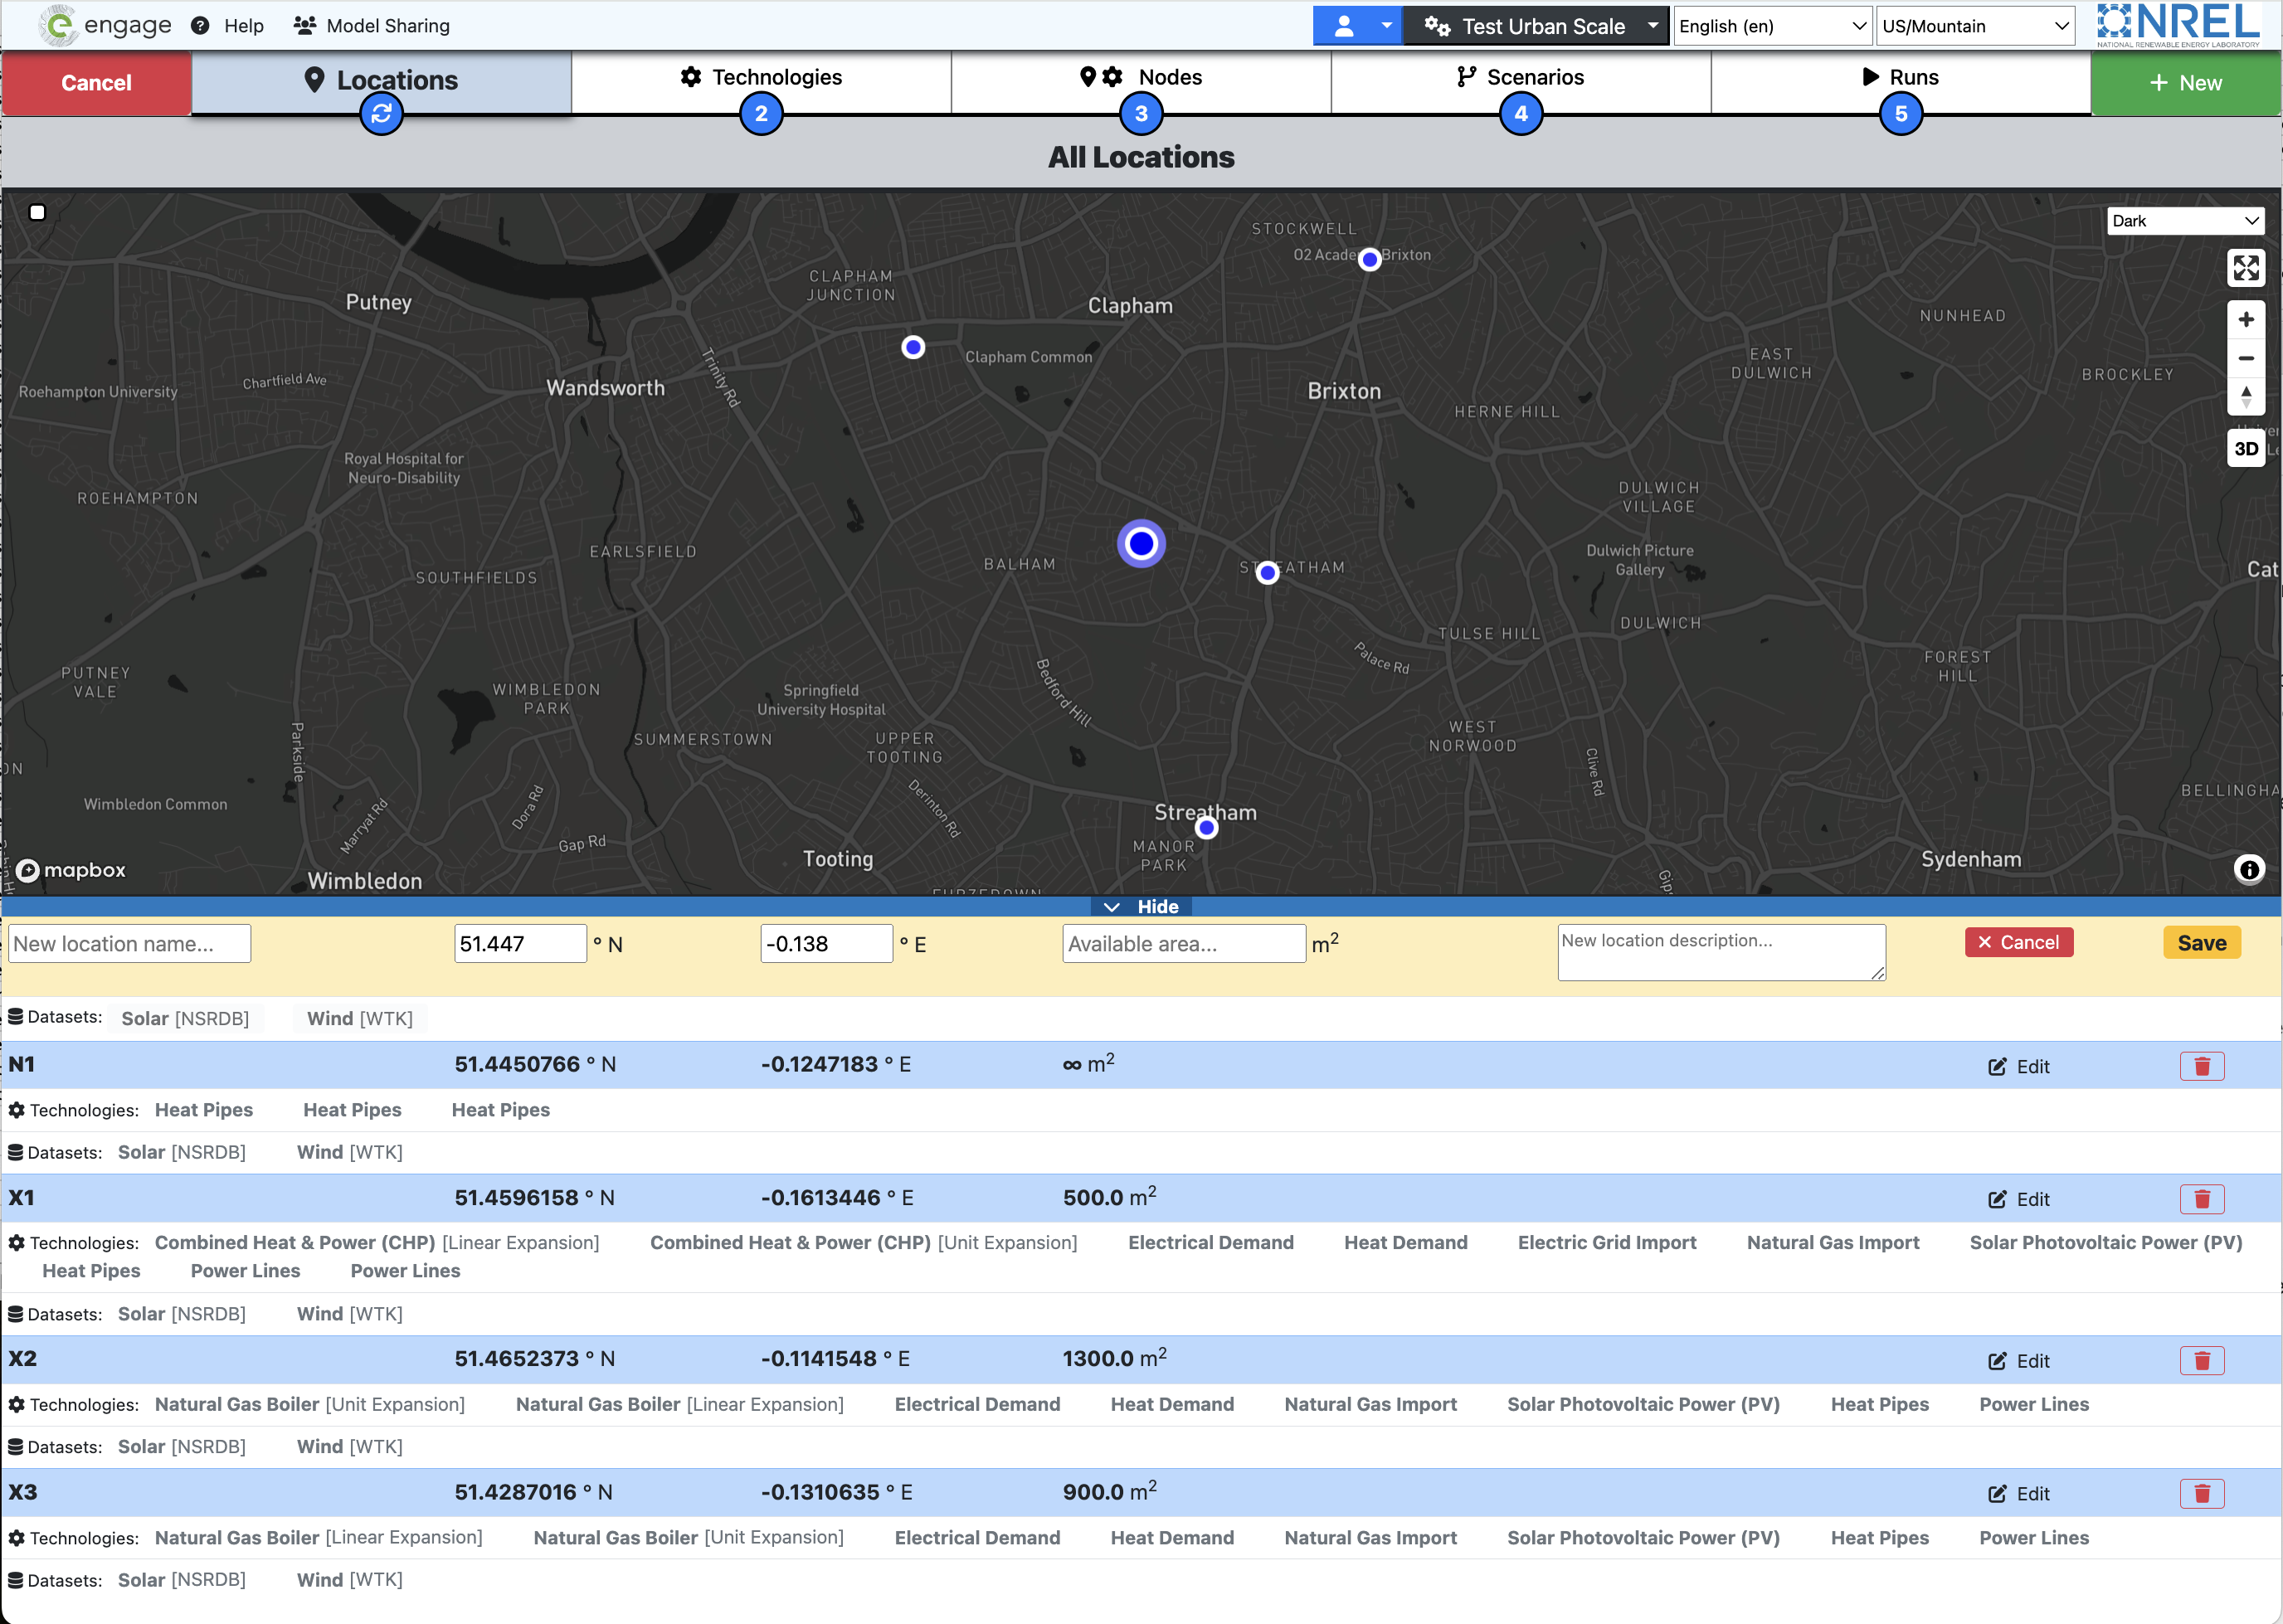 engage Help Model Sharing Test Urban Scale English (en) US/Mountain NREL
NATIONAL RENEWABLE ENERGY LABORATORY
Cancel Locations Technologies Nodes Scenarios Runs + New
2 3 4 5
All Locations
Dark
STOCKWELL
O2 Acade Brixton
CLAPHAM
JUNCTION
Putney
Clapham
NUNHEAD
Clapham Common
EAST
DULWICH
BROCKLEY
Trinity Rd
Chartfield Ave
Roehampton University
Wandsworth
Brixton
HERNE HILL
3D
Royal Hospital for
Neuro-Disability
ROEHAMPTON
DULWICH
VILLAGE
EARLSFIELD
BALHAM
ST EATHAM
Dulwich Picture
Gallery
Cat
SOUTHFIELDS
DULWICH
TULSE HILL
Palace Rd
FOREST
HILL
PUTNEY
VALE
WIMBLEDON
PARK
Springfield
University Hospital
Bedford Hill
WEST
NORWOOD
SUMMERSTOWN
UPPER
TOOTING
Parkside
Clive Rd
Derinton Rd
BELLINGHA
Wimbledon Common
Marryat Rd
Dora Rd
Gap Rd
Streatham
MANOR
PARK
Tooting
Sydenham
mapbox
Wimbledon
Hide
New location name... 51.447 ° N -0.138 ° E Available area... m2 New location description... × Cancel Save
Datasets: Solar [NSRDB] Wind [WTK]
N1 51.4450766 ° N -0.1247183 ° E ∞ m2 Edit
Technologies: Heat Pipes Heat Pipes Heat Pipes
Datasets: Solar [NSRDB] Wind [WTK]
X1 51.4596158 ° N -0.1613446 ° E 500.0 m2 Edit
Technologies: Combined Heat & Power (CHP) [Linear Expansion] Combined Heat & Power (CHP) [Unit Expansion] Electrical Demand Heat Demand Electric Grid Import Natural Gas Import Solar Photovoltaic Power (PV)
Heat Pipes Power Lines Power Lines
Datasets: Solar [NSRDB] Wind [WTK]
X2 51.4652373 ° N -0.1141548 ° E 1300.0 m2 Edit
Technologies: Natural Gas Boiler [Unit Expansion] Natural Gas Boiler [Linear Expansion] Electrical Demand Heat Demand Natural Gas Import Solar Photovoltaic Power (PV) Heat Pipes Power Lines
Datasets: Solar [NSRDB] Wind [WTK]
X3 51.4287016 ° N -0.1310635 ° E 900.0 m2 Edit
Technologies: Natural Gas Boiler [Linear Expansion] Natural Gas Boiler [Unit Expansion] Electrical Demand Heat Demand Natural Gas Import Solar Photovoltaic Power (PV) Heat Pipes Power Lines
Datasets: Solar [NSRDB] Wind [WTK]